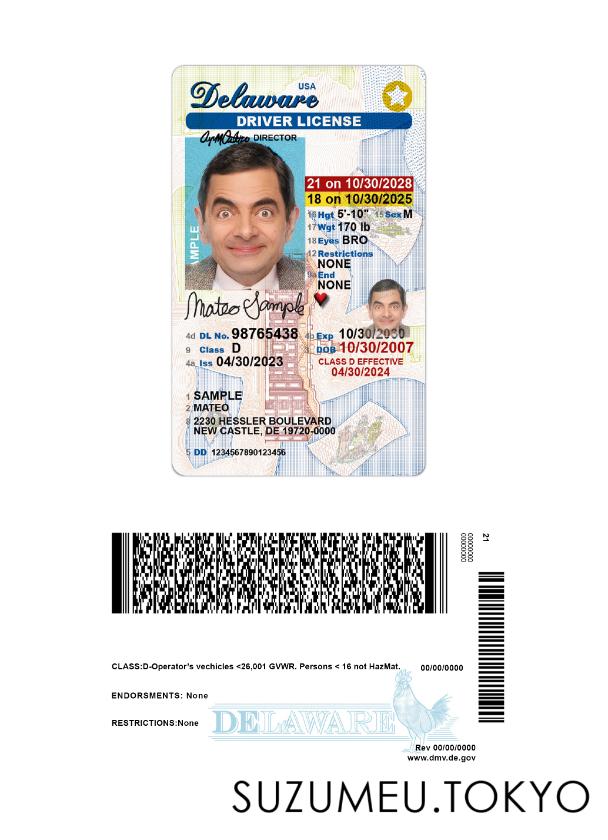 USA
Delaware
DRIVER LICENSE
DIRECTOR
21 on 10/30/2028
18 on 10/30/2025
16 Hgt 5'-10" 15 Sex M
17 Wgt 170 lb
18 Eyes BRO
12 Restrictions
NONE
9a End
NONE
AMPLE
Mateo Sample
4d DL No. 98765438 4b Exp 10/30/2030
9 Class D 3 DOB 10/30/2007
4a Iss 04/30/2023 CLASS D EFFECTIVE
04/30/2024
1 SAMPLE
2 MATEO
8 2230 HESSLER BOULEVARD
NEW CASTLE, DE 19720-0000
5 DD 1234567890123456
21
00000000
00000000
CLASS:D-Operator's vechicles <26,001 GVWR. Persons < 16 not HazMat. 00/00/0000
ENDORSMENTS: None
RESTRICTIONS:None
DELAWARE
Rev 00/00/0000
www.dmv.de.gov
SUZUMEU.TOKYO